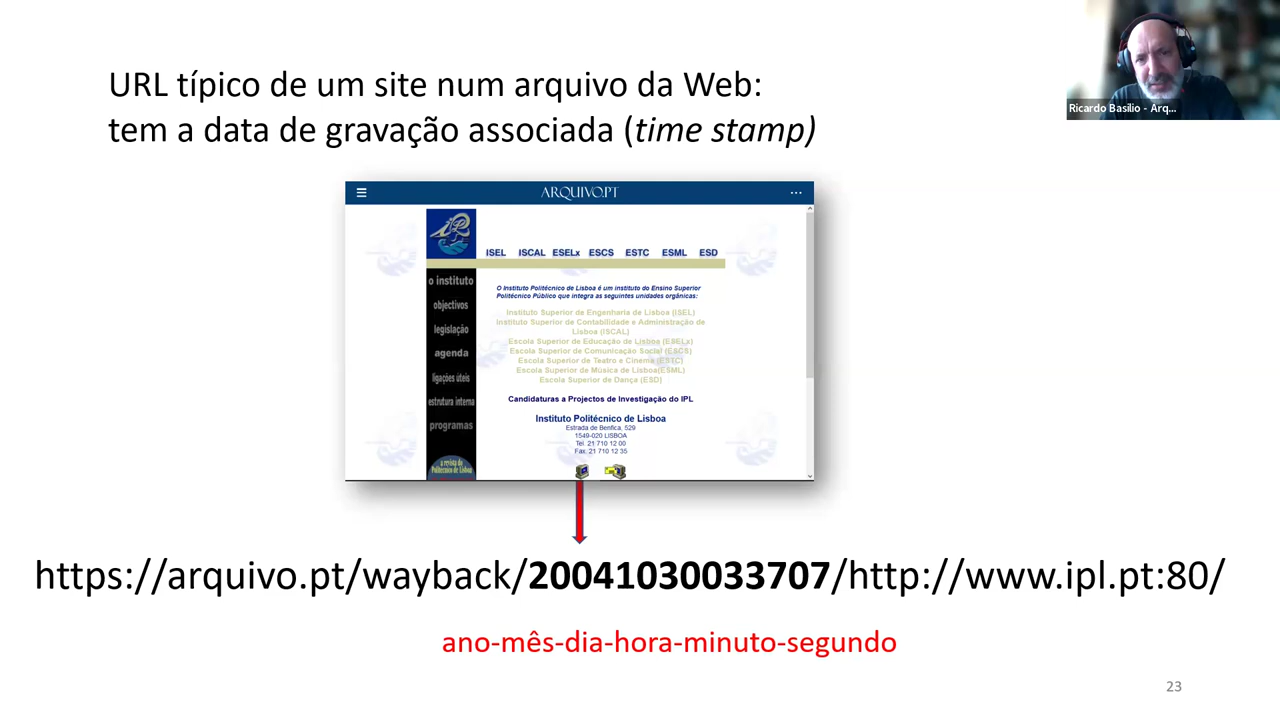 URL típico de um site num arquivo da Web:
tem a data de gravação associada (time stamp)
Ricardo Basílio - Arq...
ARQUIVO.PT
ISEL ISCAL ESELx ESCS ESTC ESML ESD
o instituto
objectivos
legislação
agenda
ligações úteis
estrutura interna
programas
a revista do
Politécnico de Lisboa
O Instituto Politécnico de Lisboa é um instituto do Ensino Superior
Politécnico Público que integra as seguintes unidades orgânicas:
Instituto Superior de Engenharia de Lisboa (ISEL)
Instituto Superior de Contabilidade e Administração de
Lisboa (ISCAL)
Escola Superior de Educação de Lisboa (ESELx)
Escola Superior de Comunicação Social (ESCS)
Escola Superior de Teatro e Cinema (ESTC)
Escola Superior de Música de Lisboa(ESML)
Escola Superior de Dança (ESD)
Candidaturas a Projectos de Investigação do IPL
Instituto Politécnico de Lisboa
Estrada de Benfica. 529
1549-020 LISBOA
Tel. 21 710 12 00
Fax: 21 710 12 35
https://arquivo.pt/wayback/20041030033707/http://www.ipl.pt:80/
ano-mês-dia-hora-minuto-segundo
23